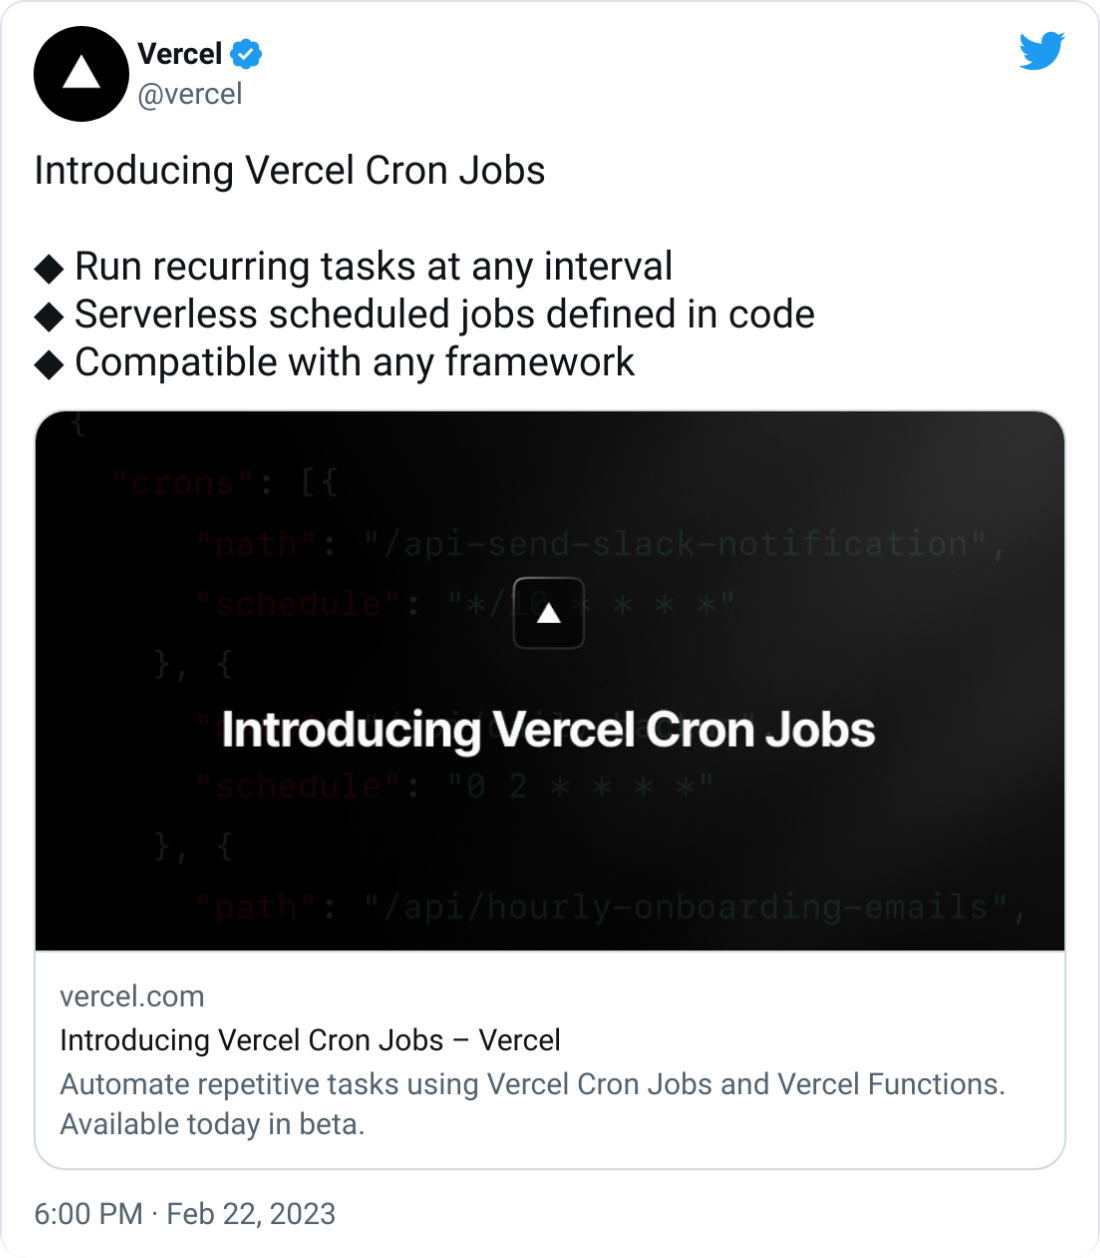 Vercel
@vercel
Introducing Vercel Cron Jobs
◆ Run recurring tasks at any interval
◆ Serverless scheduled jobs defined in code
◆ Compatible with any framework
{
"crons": [{
"path": "/api-send-slack-notification",
"schedule": "*/10 * * * *"
}, {
Introducing Vercel Cron Jobs
"schedule": "0 2 * * * *"
}, {
"path": "/api/hourly-onboarding-emails",
vercel.com
Introducing Vercel Cron Jobs – Vercel
Automate repetitive tasks using Vercel Cron Jobs and Vercel Functions.
Available today in beta.
6:00 PM · Feb 22, 2023